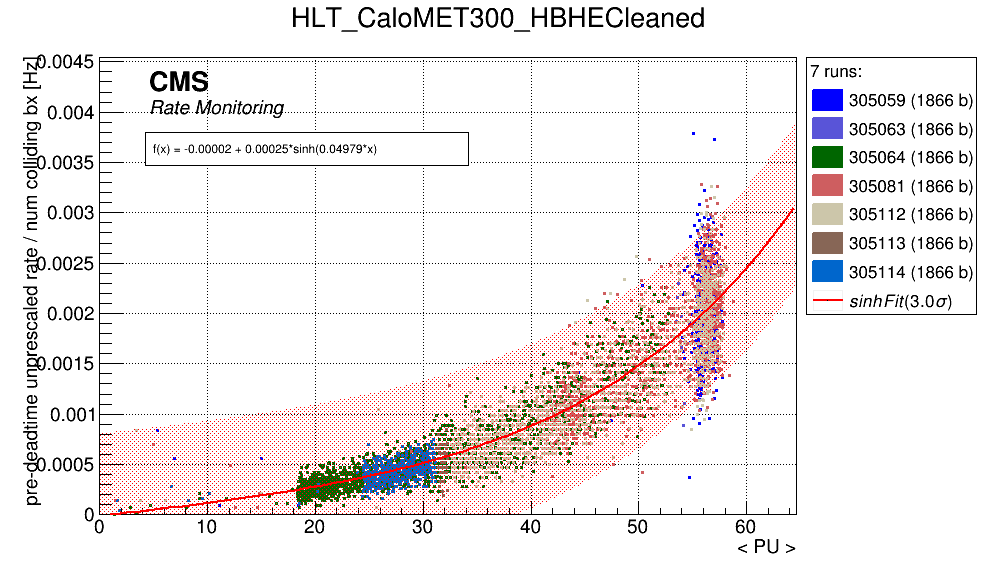 HLT_CaloMET300_HBHECleaned
pre-deadtime unprescaled rate / num colliding bx [Hz]
0.0045
0.004
0.0035
0.003
0.0025
0.002
0.0015
0.001
0.0005
0
CMS
Rate Monitoring
f(x) = -0.00002 + 0.00025*sinh(0.04979*x)
0 10 20 30 40 50 60
< PU >
7 runs:
305059 (1866 b)
305063 (1866 b)
305064 (1866 b)
305081 (1866 b)
305112 (1866 b)
305113 (1866 b)
305114 (1866 b)
sinhFit(3.0σ)